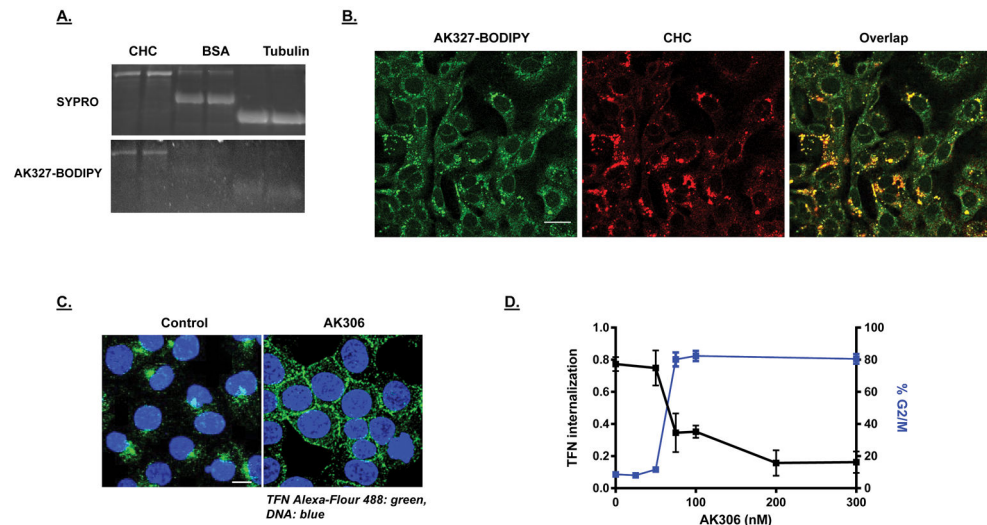 A.
CHC BSA Tubulin
SYPRO
AK327-BODIPY
B.
AK327-BODIPY CHC Overlap
C.
Control AK306
TFN Alexa-Flour 488: green,
DNA: blue
D.
1.0 100
0.8 80
0.6 60
0.4 40
0.2 20
0.0 0
0 100 200 300
TFN internalization
% G2/M
AK306 (nM)